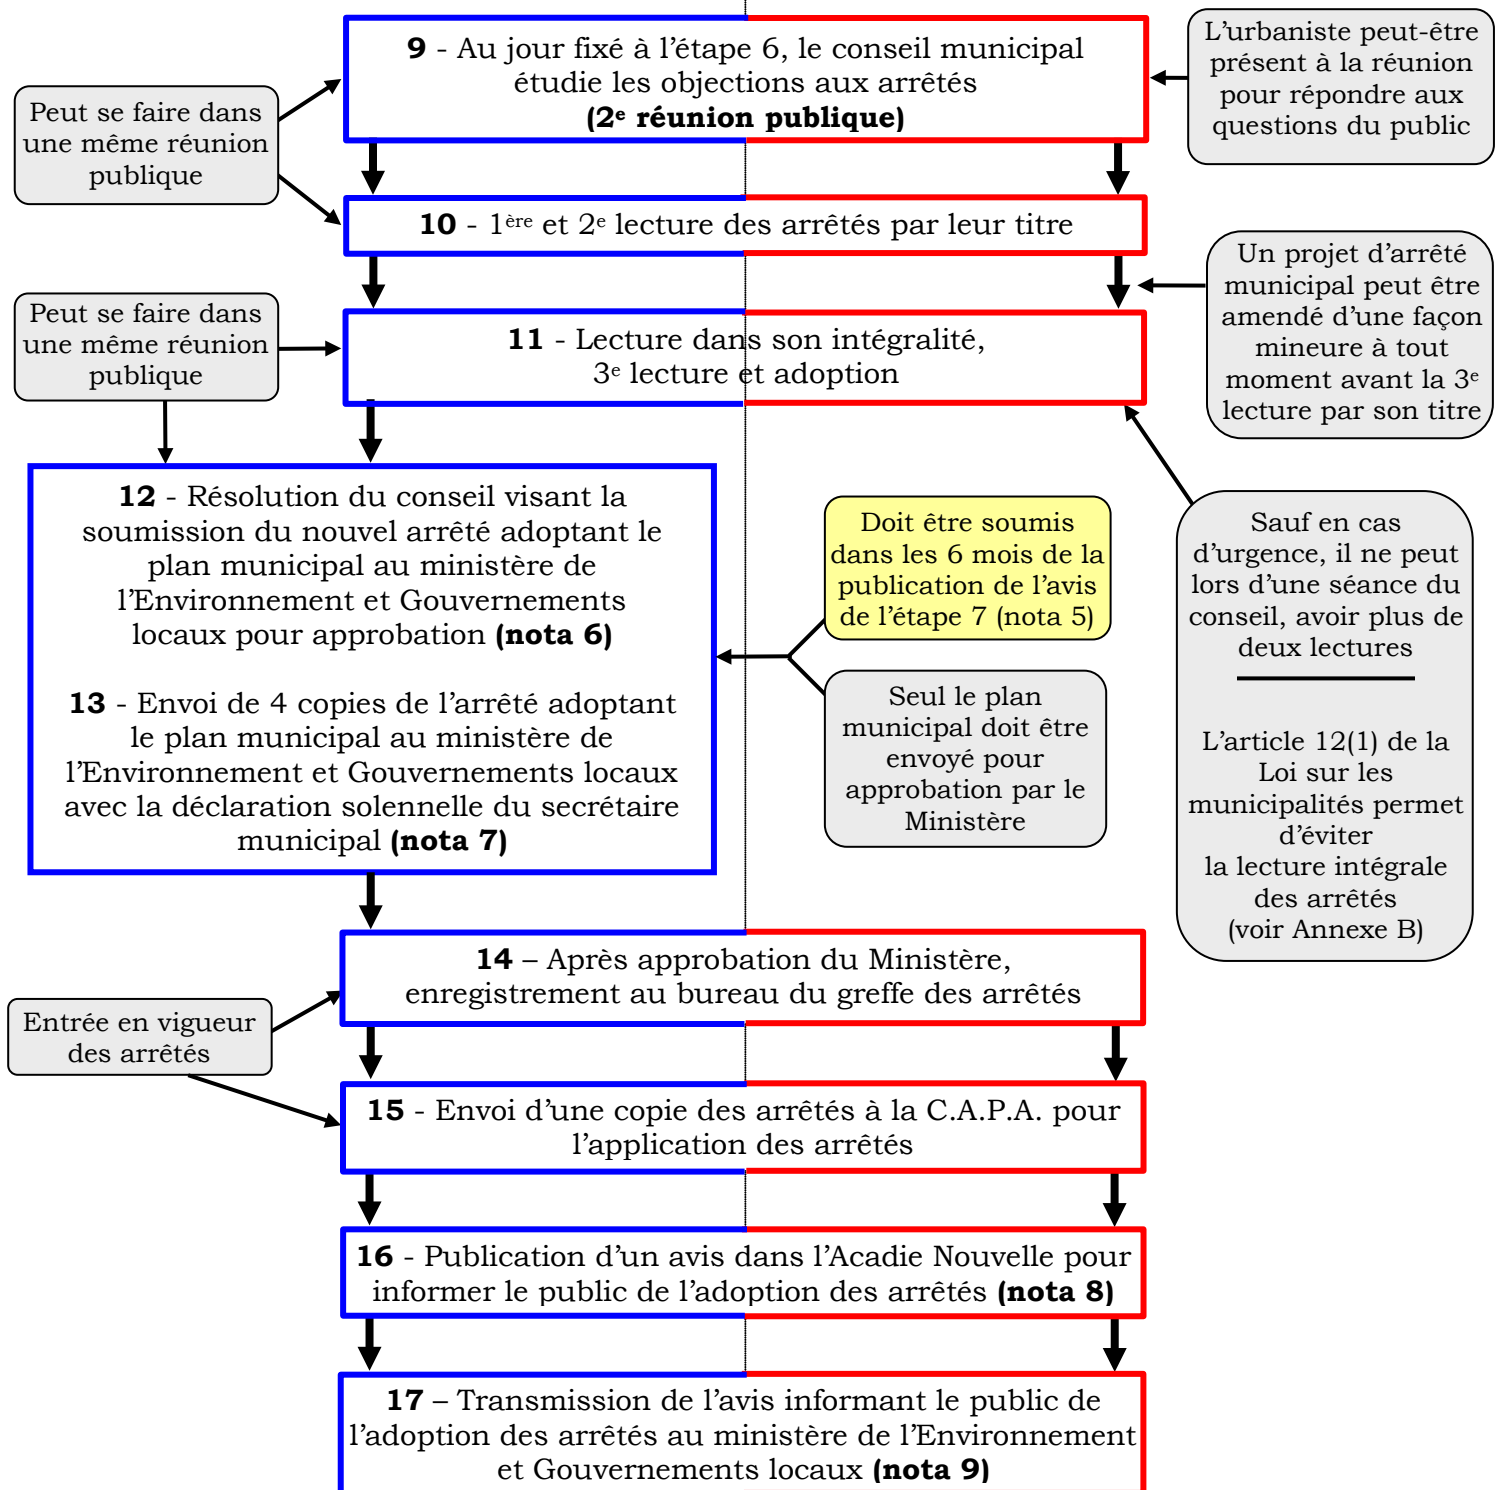 9 - Au jour fixé à l’étape 6, le conseil municipal
étudie les objections aux arrêtés
(2e réunion publique)
L’urbaniste peut-être
présent à la réunion
pour répondre aux
questions du public
Peut se faire dans
une même réunion
publique
10 - 1ère et 2e lecture des arrêtés par leur titre
Un projet d’arrêté
municipal peut être
amendé d’une façon
mineure à tout
moment avant la 3e
lecture par son titre
Peut se faire dans
une même réunion
publique
11 - Lecture dans son intégralité,
3e lecture et adoption
12 - Résolution du conseil visant la
soumission du nouvel arrêté adoptant le
plan municipal au ministère de
l’Environnement et Gouvernements
locaux pour approbation (nota 6)
13 - Envoi de 4 copies de l’arrêté adoptant
le plan municipal au ministère de
l’Environnement et Gouvernements locaux
avec la déclaration solennelle du secrétaire
municipal (nota 7)
Doit être soumis
dans les 6 mois de la
publication de l’avis
de l’étape 7 (nota 5)
Seul le plan
municipal doit être
envoyé pour
approbation par le
Ministère
Sauf en cas
d’urgence, il ne peut
lors d’une séance du
conseil, avoir plus de
deux lectures
L’article 12(1) de la
Loi sur les
municipalités permet
d’éviter
la lecture intégrale
des arrêtés
(voir Annexe B)
14 – Après approbation du Ministère,
enregistrement au bureau du greffe des arrêtés
Entrée en vigueur
des arrêtés
15 - Envoi d’une copie des arrêtés à la C.A.P.A. pour
l’application des arrêtés
16 - Publication d’un avis dans l’Acadie Nouvelle pour
informer le public de l’adoption des arrêtés (nota 8)
17 – Transmission de l’avis informant le public de
l’adoption des arrêtés au ministère de l’Environnement
et Gouvernements locaux (nota 9)